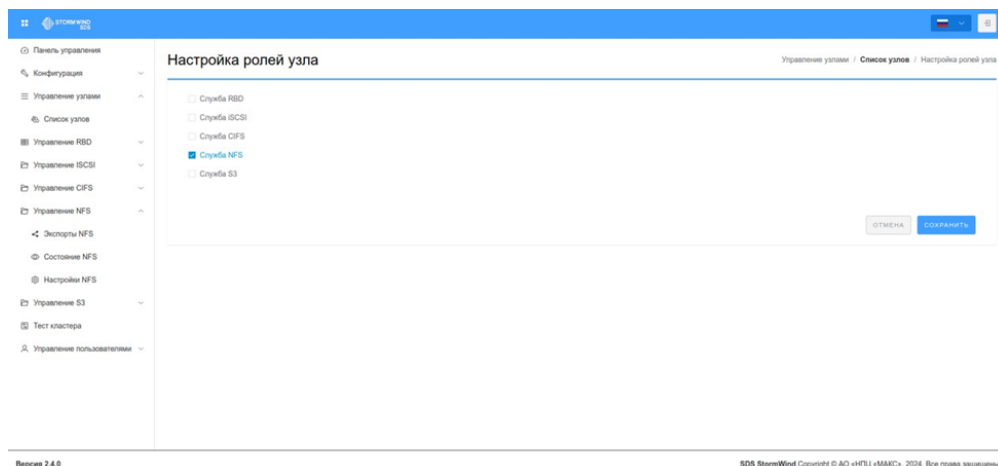 STORMWIND
SDS
Панель управления
Конфигурация
Управление узлами
Список узлов
Управление RBD
Управление ISCSI
Управление CIFS
Управление NFS
Экспорты NFS
Состояние NFS
Настройки NFS
Управление S3
Тест кластера
Управление пользователями
Настройка ролей узла
Управление узлами / Список узлов / Настройка ролей узла
Служба RBD
Служба iSCSI
Служба CIFS
Служба NFS
Служба S3
ОТМЕНА
СОХРАНИТЬ
Версия 2.4.0
SDS StormWind Copyright © АО «НПЦ «МАКС», 2024. Все права защищены